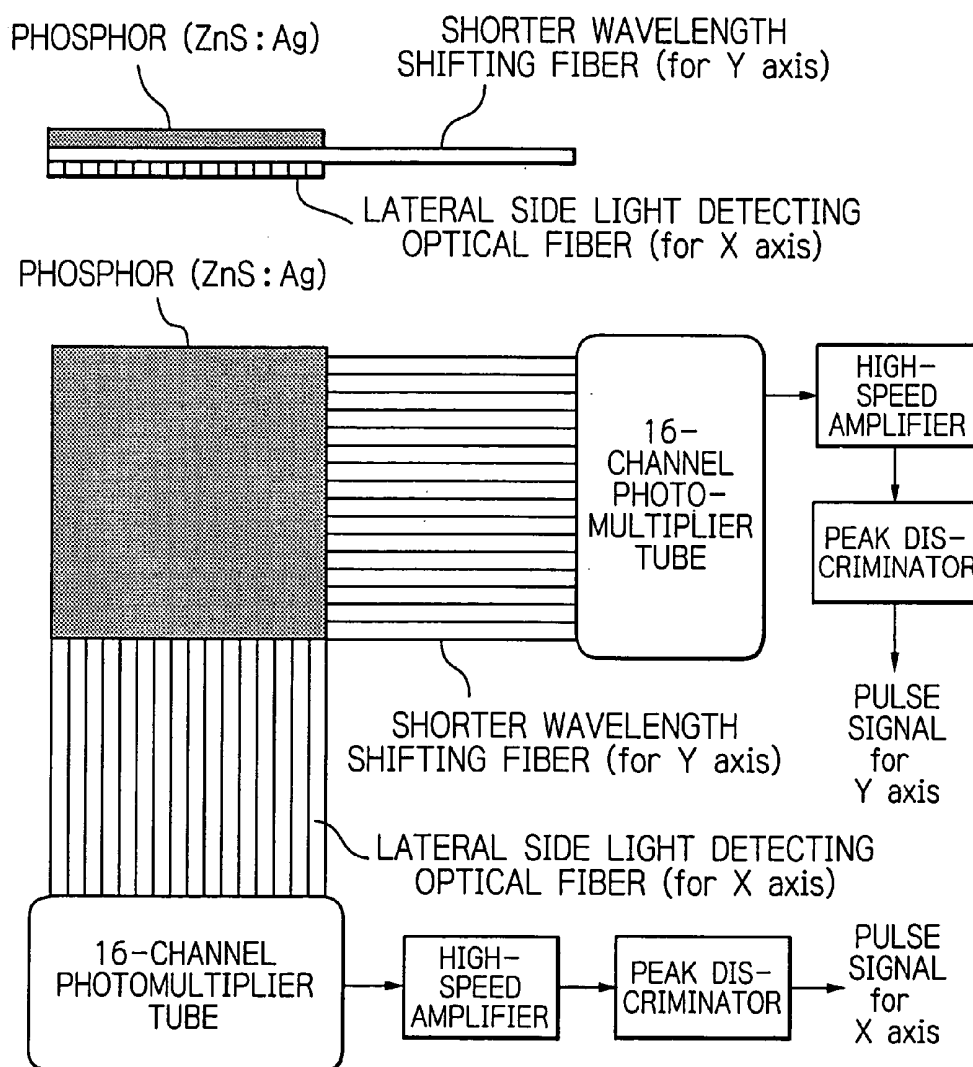 PHOSPHOR (ZnS:Ag)
SHORTER WAVELENGTH
SHIFTING FIBER (for Y axis)
LATERAL SIDE LIGHT DETECTING
OPTICAL FIBER (for X axis)
PHOSPHOR (ZnS:Ag)
16-
CHANNEL
PHOTO-
MULTIPLIER
TUBE
HIGH-
SPEED
AMPLIFIER
PEAK DIS-
CRIMINATOR
PULSE
SIGNAL
for
Y axis
SHORTER WAVELENGTH
SHIFTING FIBER (for Y axis)
LATERAL SIDE LIGHT DETECTING
OPTICAL FIBER (for X axis)
16-CHANNEL
PHOTOMULTIPLIER
TUBE
HIGH-
SPEED
AMPLIFIER
PEAK DIS-
CRIMINATOR
PULSE
SIGNAL
for
X axis